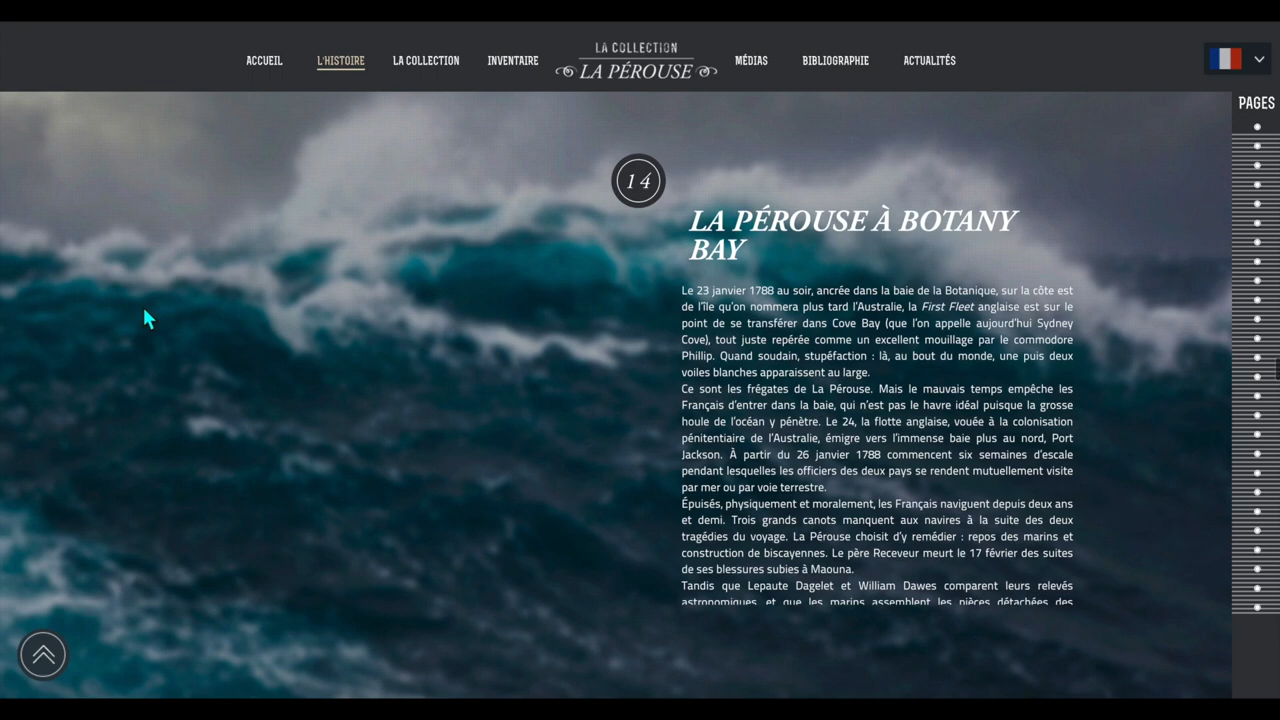 ACCUEIL
L'HISTOIRE
LA COLLECTION
INVENTAIRE
LA COLLECTION
LA PÉROUSE
MÉDIAS
BIBLIOGRAPHIE
ACTUALITÉS
PAGES
14
LA PÉROUSE À BOTANY
BAY
Le 23 janvier 1788 au soir, ancrée dans la baie de la Botanique, sur la côte est
de l'île qu'on nommera plus tard l'Australie, la First Fleet anglaise est sur le
point de se transférer dans Cove Bay (que l'on appelle aujourd'hui Sydney
Cove), tout juste repérée comme un excellent mouillage par le commodore
Phillip. Quand soudain, stupéfaction : là, au bout du monde, une puis deux
voiles blanches apparaissent au large.
Ce sont les frégates de La Pérouse. Mais le mauvais temps empêche les
Français d'entrer dans la baie, qui n'est pas le havre idéal puisque la grosse
houle de l'océan y pénètre. Le 24, la flotte anglaise, vouée à la colonisation
pénitentiaire de l'Australie, émigre vers l'immense baie plus au nord, Port
Jackson. À partir du 26 janvier 1788 commencent six semaines d'escale
pendant lesquelles les officiers des deux pays se rendent mutuellement visite
par mer ou par voie terrestre.
Épuisés, physiquement et moralement, les Français naviguent depuis deux ans
et demi. Trois grands canots manquent aux navires à la suite des deux
tragédies du voyage. La Pérouse choisit d'y remédier : repos des marins et
construction de biscayennes. Le père Receveur meurt le 17 février des suites
de ses blessures subies à Maouna.
Tandis que Lepaute Dagelet et William Dawes comparent leurs relevés
astronomiques, et que les marins assemblent les pièces détachées des